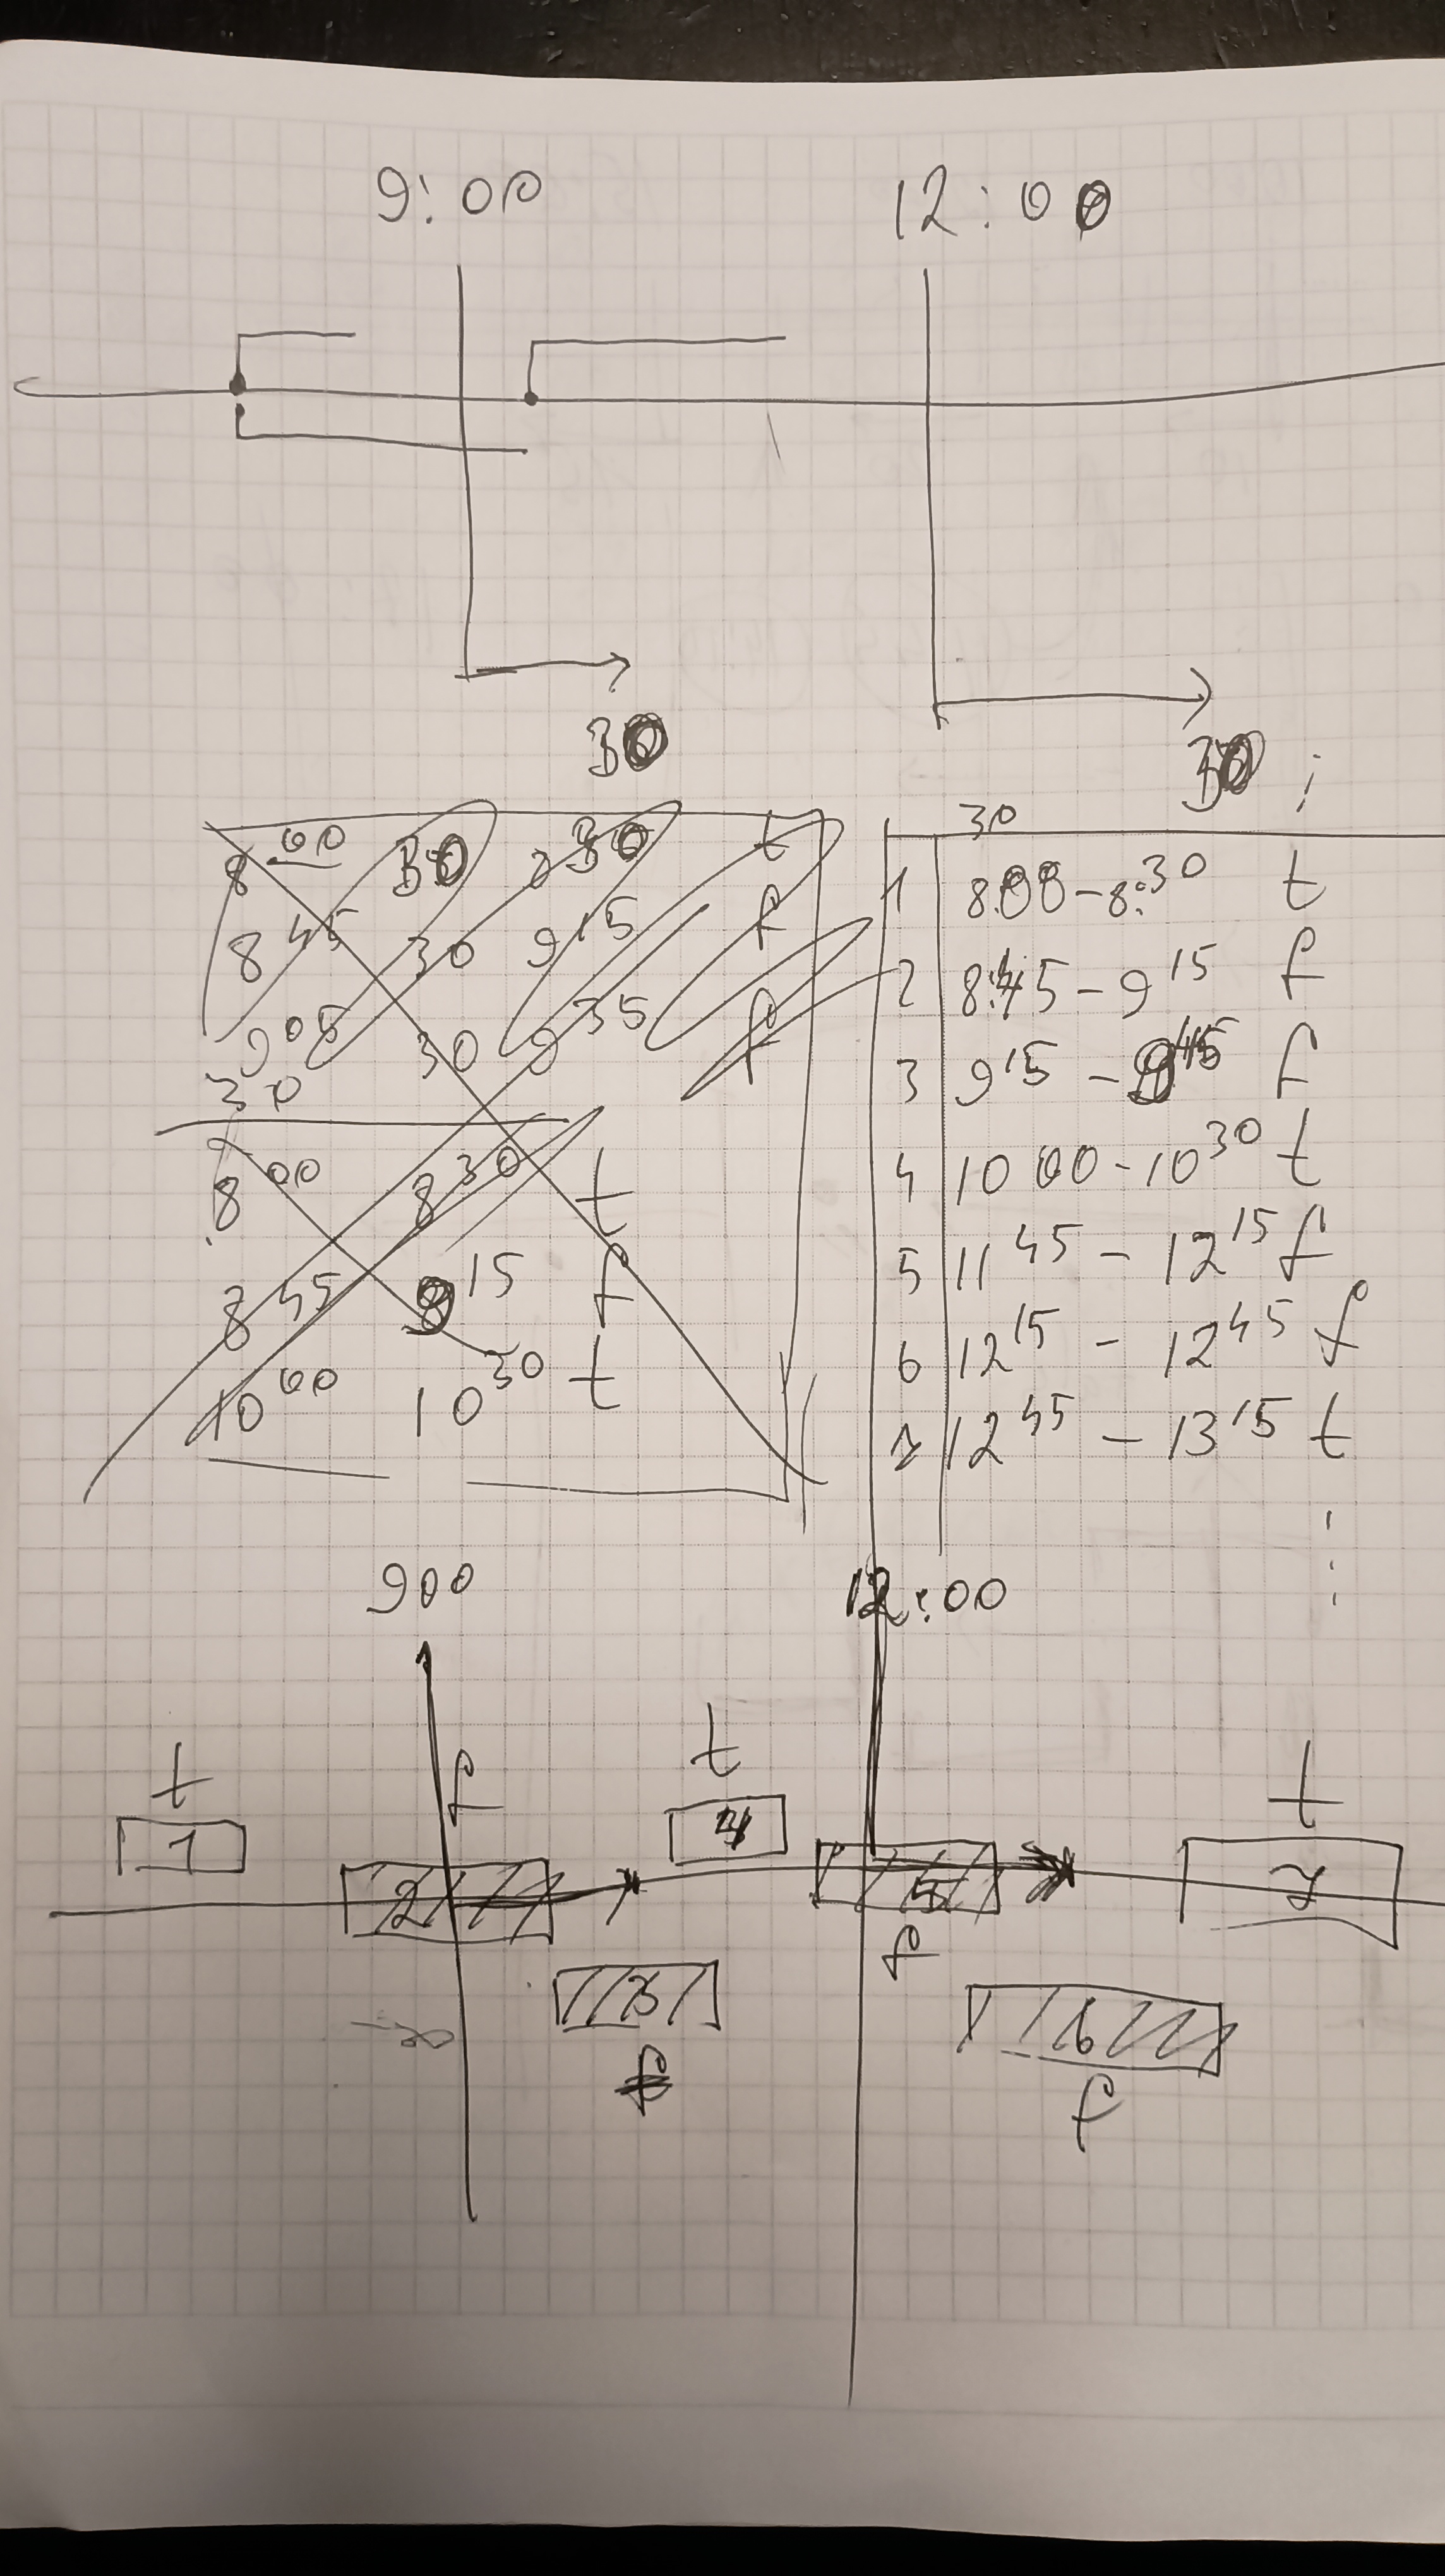 9:00 12:00
30 30 ;
8 00 30 8 30 t
8 45 30 9 15 f
9 05 30 9 35 f
30
8 00 8 30 t
8 45 9 15 f
10 00 10 30 t
30
1 8:00 - 8:30 t
2 8:45 - 9 15 f
3 9 15 - 9 45 f
4 10 00 - 10 30 t
5 11 45 - 12 15 f
6 12 15 - 12 45 f
7 12 45 - 13 15 t
9 00 12:00
t f t t
1 4
2 5 7
f
3 6
f f